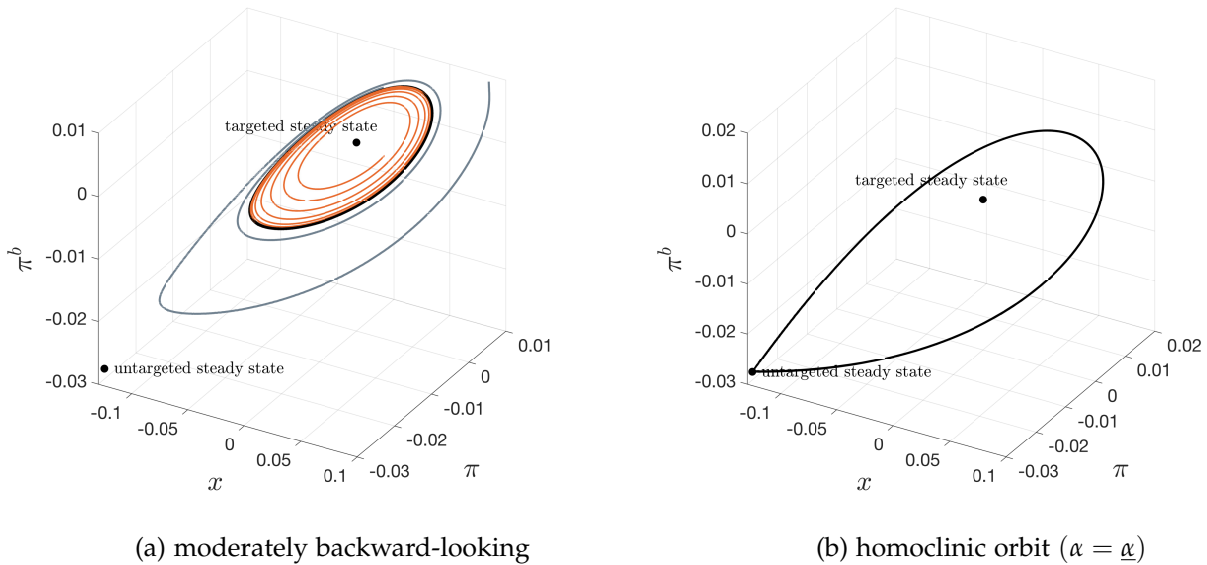 targeted steady state
untargeted steady state
0.01
0
-0.01
-0.02
-0.03
π^b
-0.1
-0.05
0
0.05
0.1
x
-0.03
-0.02
-0.01
0
0.01
π
(a) moderately backward-looking
targeted steady state
untargeted steady state
0.02
0.01
0
-0.01
-0.02
-0.03
π^b
-0.1
-0.05
0
0.05
0.1
x
-0.03
-0.02
-0.01
0
0.01
0.02
π
(b) homoclinic orbit (α = α̲)